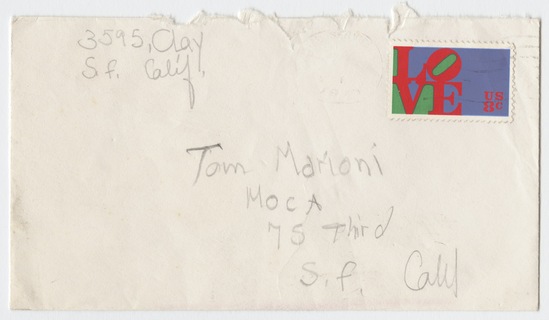 3595, Clay
S.f. Calif.
LOVE
US
8c
Tom Marioni
MOCA
75 Third
S.f. Calif